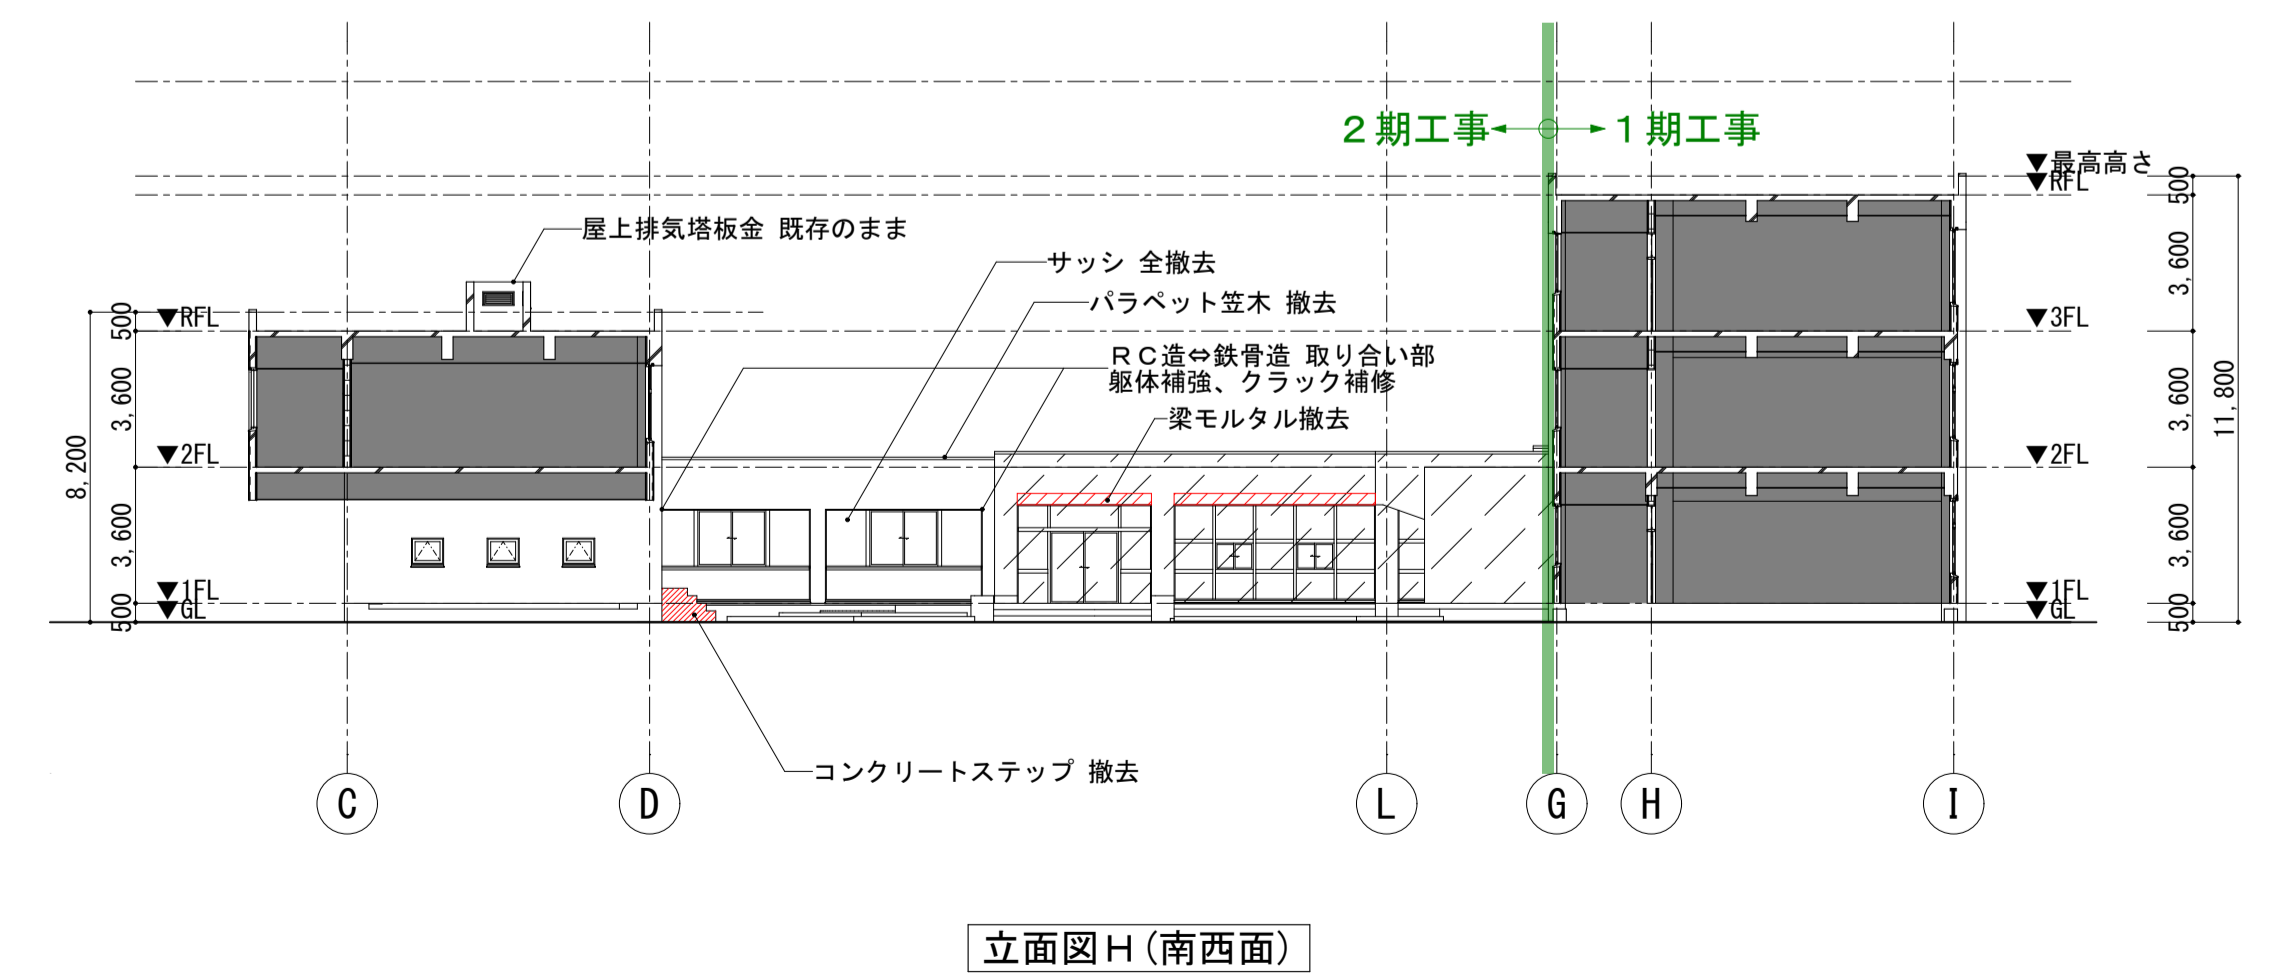 ２期工事
１期工事
▼最高高さ
▼RFL
500
屋上排気塔板金 既存のまま
サッシ 全撤去
3,600
パラペット笠木 撤去
500
▼RFL
▼3FL
RC造⇔鉄骨造 取り合い部
躯体補強、クラック補修
3,600
3,600
11,800
梁モルタル撤去
8,200
▼2FL
▼2FL
3,600
3,600
▼1FL
▼GL
500
▼1FL
▼GL
500
コンクリートステップ 撤去
C
D
L
G
H
I
立面図H(南西面)